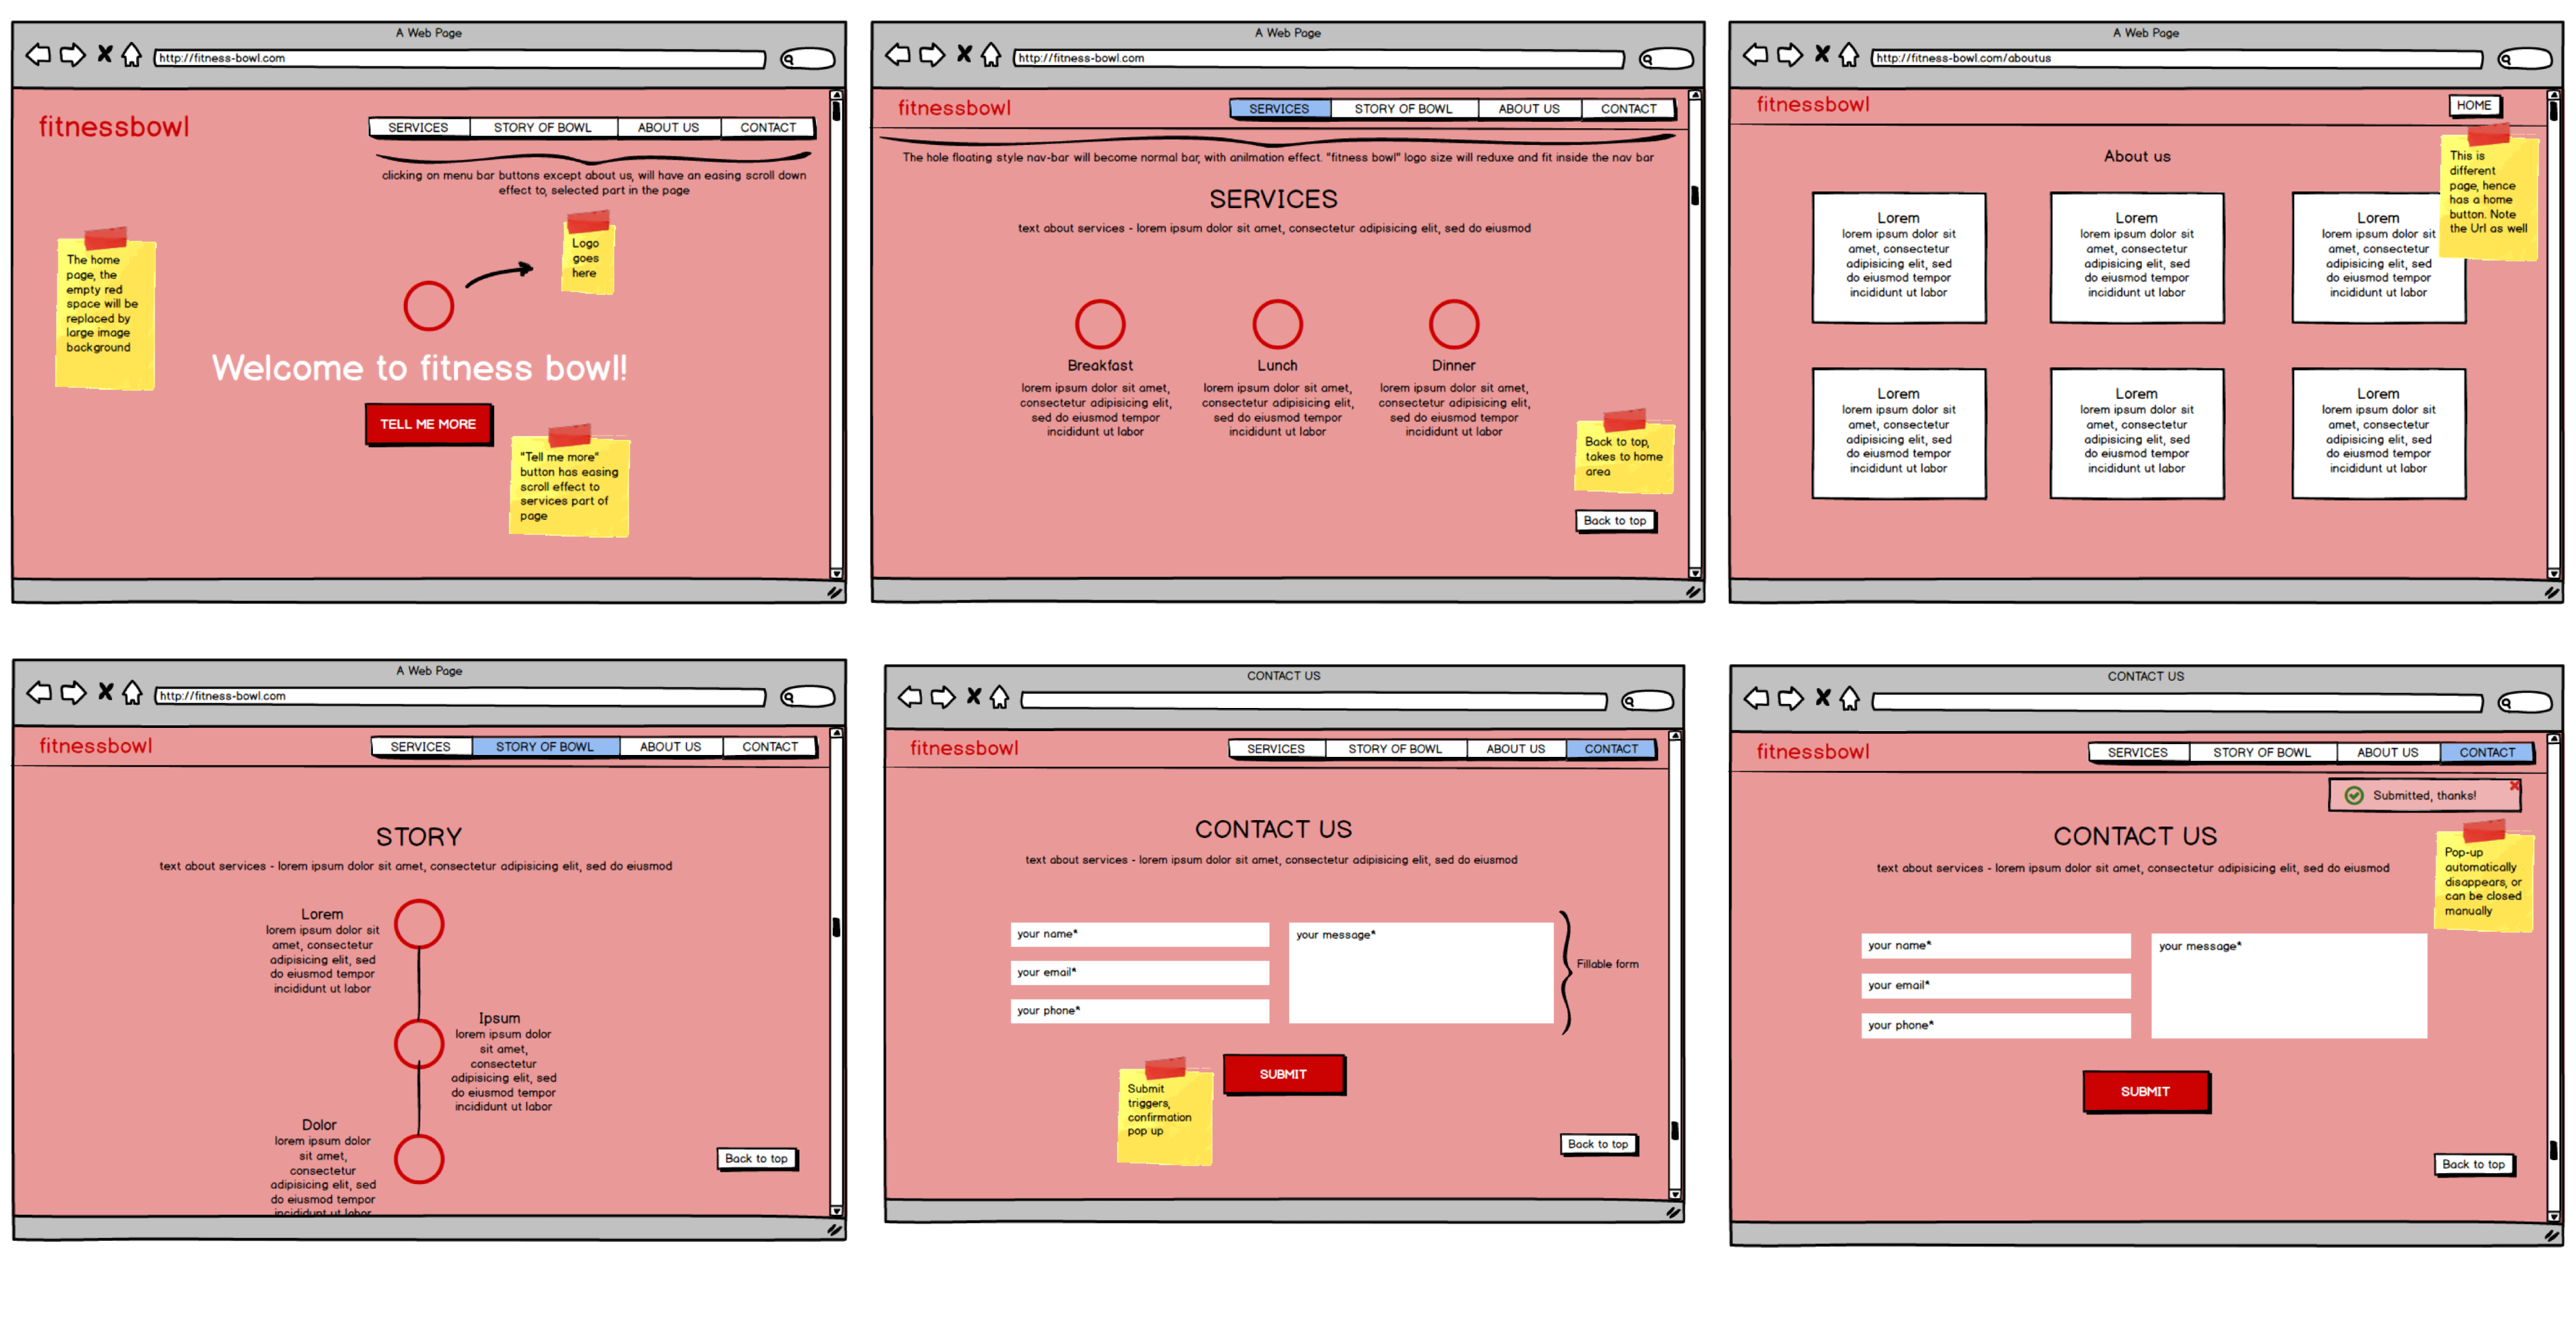 A Web Page
http://fitness-bowl.com
fitnessbowl
SERVICES STORY OF BOWL ABOUT US CONTACT
clicking on menu bar buttons except about us, will have an easing scroll down
effect to, selected part in the page
The home
page, the
empty red
space will be
replaced by
large image
background
Logo
goes
here
Welcome to fitness bowl!
TELL ME MORE
"Tell me more"
button has easing
scroll effect to
services part of
page
A Web Page
http://fitness-bowl.com
fitnessbowl
SERVICES STORY OF BOWL ABOUT US CONTACT
The hole floating style nav-bar will become normal bar, with anilmation effect. "fitness bowl" logo size will reduxe and fit inside the nav bar
SERVICES
text about services - lorem ipsum dolor sit amet, consectetur adipisicing elit, sed do eiusmod
Breakfast
lorem ipsum dolor sit amet,
consectetur adipisicing elit,
sed do eiusmod tempor
incididunt ut labor
Lunch
lorem ipsum dolor sit amet,
consectetur adipisicing elit,
sed do eiusmod tempor
incididunt ut labor
Dinner
lorem ipsum dolor sit amet,
consectetur adipisicing elit,
sed do eiusmod tempor
incididunt ut labor
Back to top,
takes to home
area
Back to top
A Web Page
http://fitness-bowl.com/aboutus
fitnessbowl
HOME
This is
different
page, hence
has a home
button. Note
the Url as well
About us
Lorem
lorem ipsum dolor sit
amet, consectetur
adipisicing elit, sed
do eiusmod tempor
incididunt ut labor
Lorem
lorem ipsum dolor sit
amet, consectetur
adipisicing elit, sed
do eiusmod tempor
incididunt ut labor
Lorem
lorem ipsum dolor sit
amet, consectetur
adipisicing elit, sed
do eiusmod tempor
incididunt ut labor
Lorem
lorem ipsum dolor sit
amet, consectetur
adipisicing elit, sed
do eiusmod tempor
incididunt ut labor
Lorem
lorem ipsum dolor sit
amet, consectetur
adipisicing elit, sed
do eiusmod tempor
incididunt ut labor
Lorem
lorem ipsum dolor sit
amet, consectetur
adipisicing elit, sed
do eiusmod tempor
incididunt ut labor
A Web Page
http://fitness-bowl.com
fitnessbowl
SERVICES STORY OF BOWL ABOUT US CONTACT
STORY
text about services - lorem ipsum dolor sit amet, consectetur adipisicing elit, sed do eiusmod
Lorem
lorem ipsum dolor sit
amet, consectetur
adipisicing elit, sed
do eiusmod tempor
incididunt ut labor
Ipsum
lorem ipsum dolor
sit amet,
consectetur
adipisicing elit, sed
do eiusmod tempor
incididunt ut labor
Dolor
lorem ipsum dolor
sit amet,
consectetur
adipisicing elit, sed
do eiusmod tempor
incididunt ut labor
Back to top
CONTACT US
fitnessbowl
SERVICES STORY OF BOWL ABOUT US CONTACT
CONTACT US
text about services - lorem ipsum dolor sit amet, consectetur adipisicing elit, sed do eiusmod
your name*
your email*
your phone*
your message*
Fillable form
SUBMIT
Submit
triggers,
confirmation
pop up
Back to top
CONTACT US
fitnessbowl
SERVICES STORY OF BOWL ABOUT US CONTACT
Submitted, thanks!
CONTACT US
text about services - lorem ipsum dolor sit amet, consectetur adipisicing elit, sed do eiusmod
Pop-up
automatically
disappears, or
can be closed
manually
your name*
your email*
your phone*
your message*
SUBMIT
Back to top